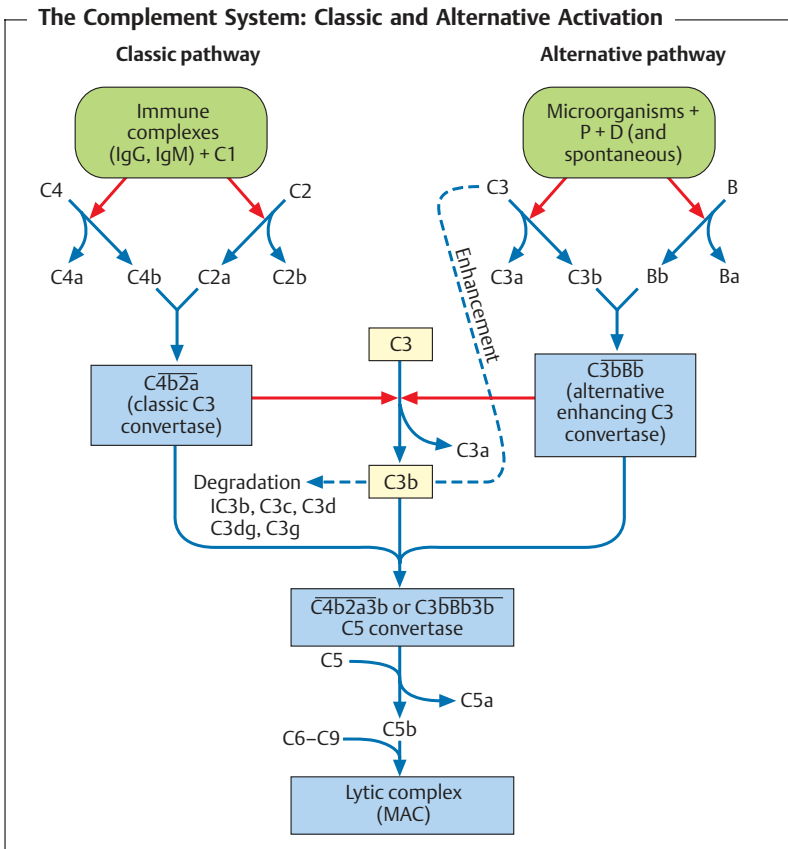 The Complement System: Classic and Alternative Activation
Classic pathway
Alternative pathway
Immune
complexes
(IgG, IgM) + C1
Microorganisms +
P + D (and
spontaneous)
C4
C2
C3
B
C4a
C4b
C2a
C2b
C3a
C3b
Bb
Ba
Enhancement
C3
C4b2a
(classic C3
convertase)
C3bBb
(alternative
enhancing C3
convertase)
C3a
Degradation
IC3b, C3c, C3d
C3dg, C3g
C3b
C4b2a3b or C3bBb3b
C5 convertase
C5
C5a
C5b
C6–C9
Lytic complex
(MAC)